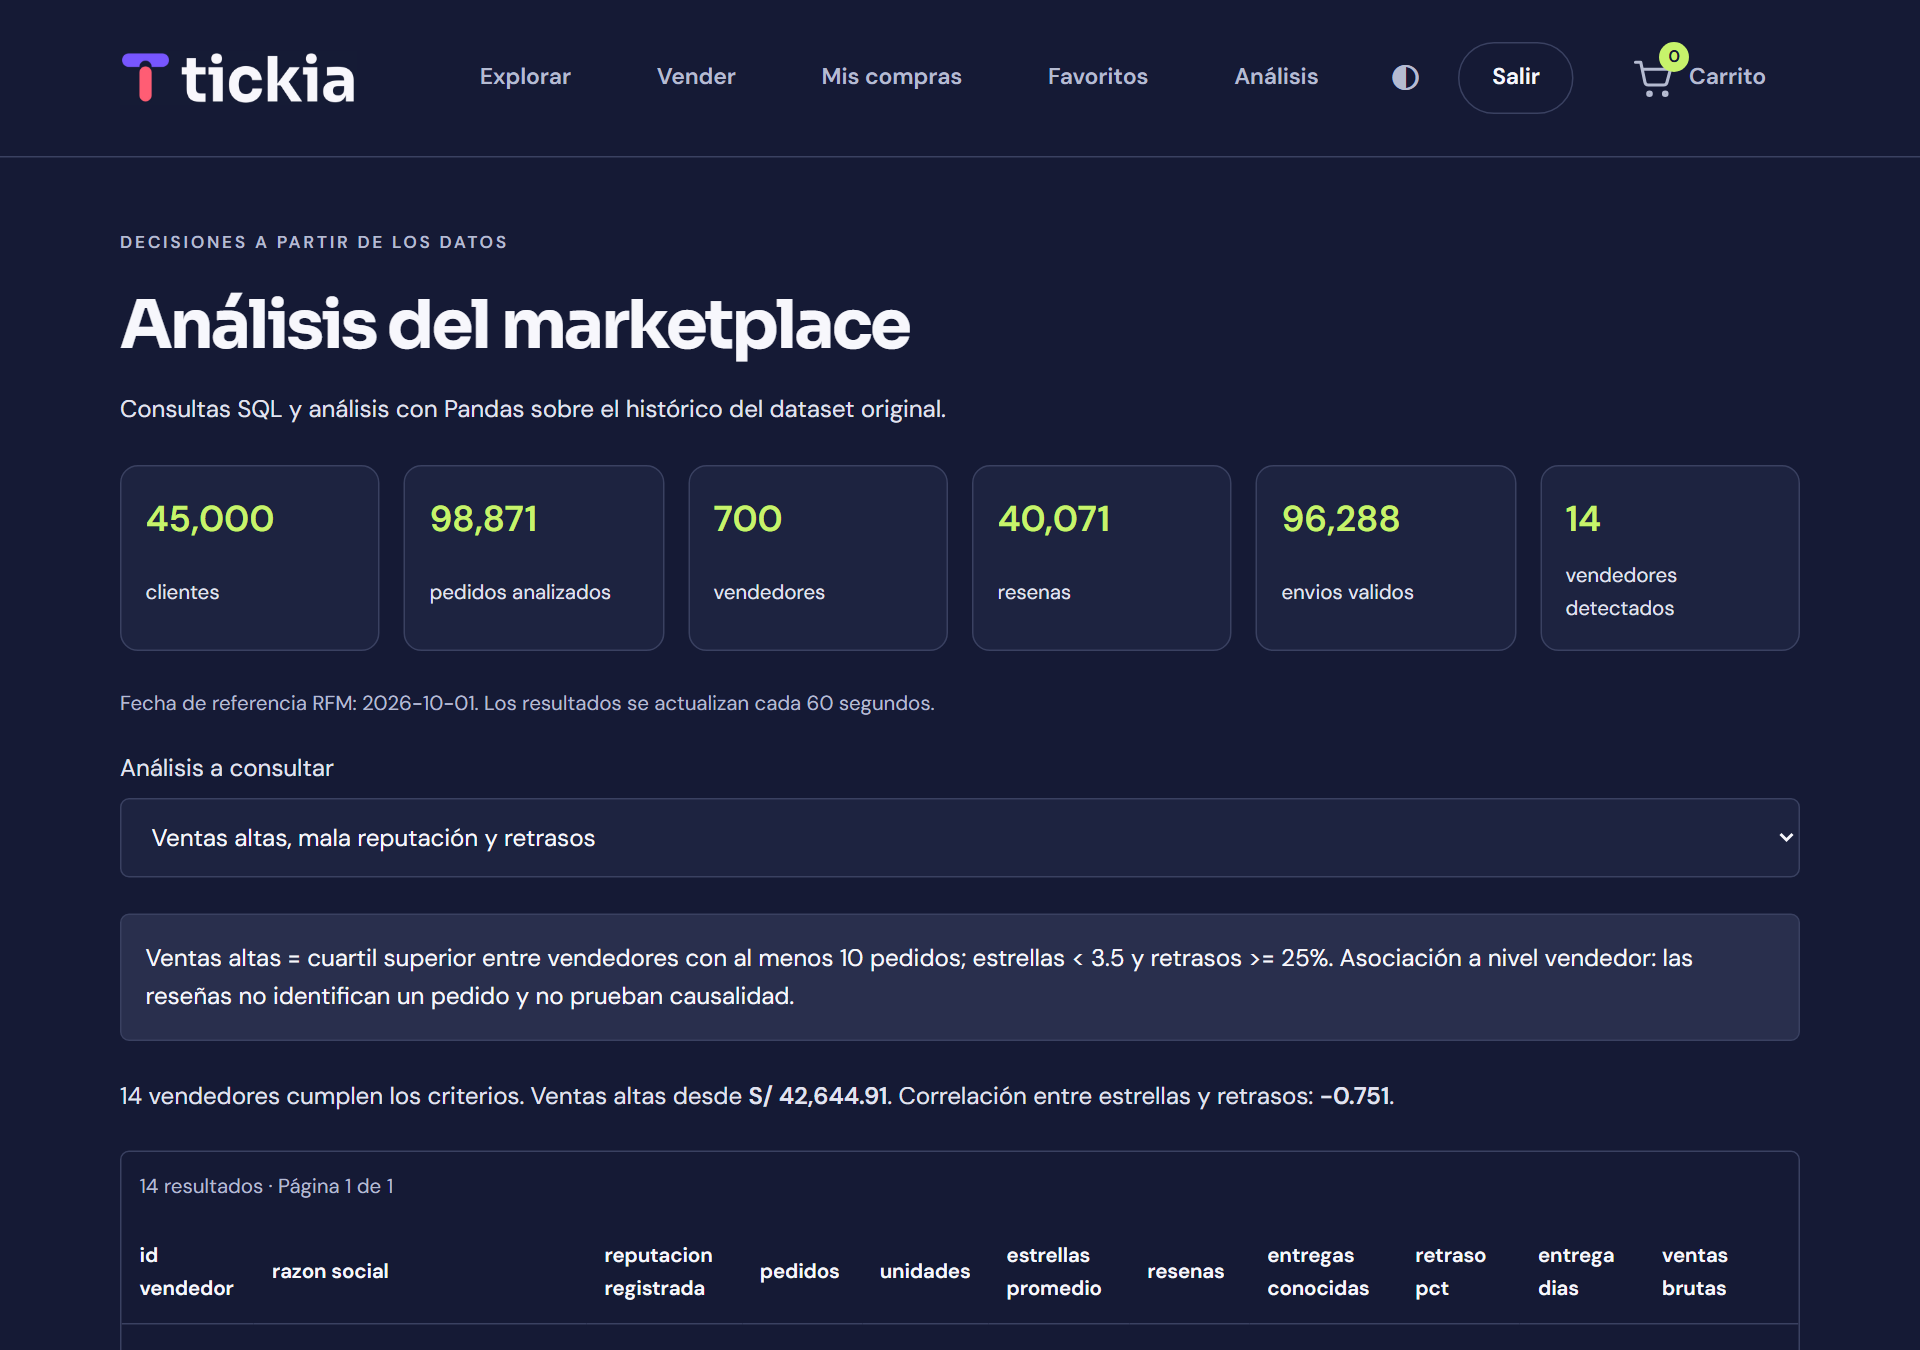 tickia
Explorar
Vender
Mis compras
Favoritos
Análisis
Salir
0
Carrito
DECISIONES A PARTIR DE LOS DATOS
Análisis del marketplace
Consultas SQL y análisis con Pandas sobre el histórico del dataset original.
45,000
clientes
98,871
pedidos analizados
700
vendedores
40,071
resenas
96,288
envios validos
14
vendedores
detectados
Fecha de referencia RFM: 2026-10-01. Los resultados se actualizan cada 60 segundos.
Análisis a consultar
Ventas altas, mala reputación y retrasos
Ventas altas = cuartil superior entre vendedores con al menos 10 pedidos; estrellas < 3.5 y retrasos >= 25%. Asociación a nivel vendedor: las
reseñas no identifican un pedido y no prueban causalidad.
14 vendedores cumplen los criterios. Ventas altas desde S/ 42,644.91. Correlación entre estrellas y retrasos: -0.751.
14 resultados · Página 1 de 1
id
vendedor
razon social
reputacion
registrada
pedidos
unidades
estrellas
promedio
resenas
entregas
conocidas
retraso
pct
entrega
dias
ventas
brutas